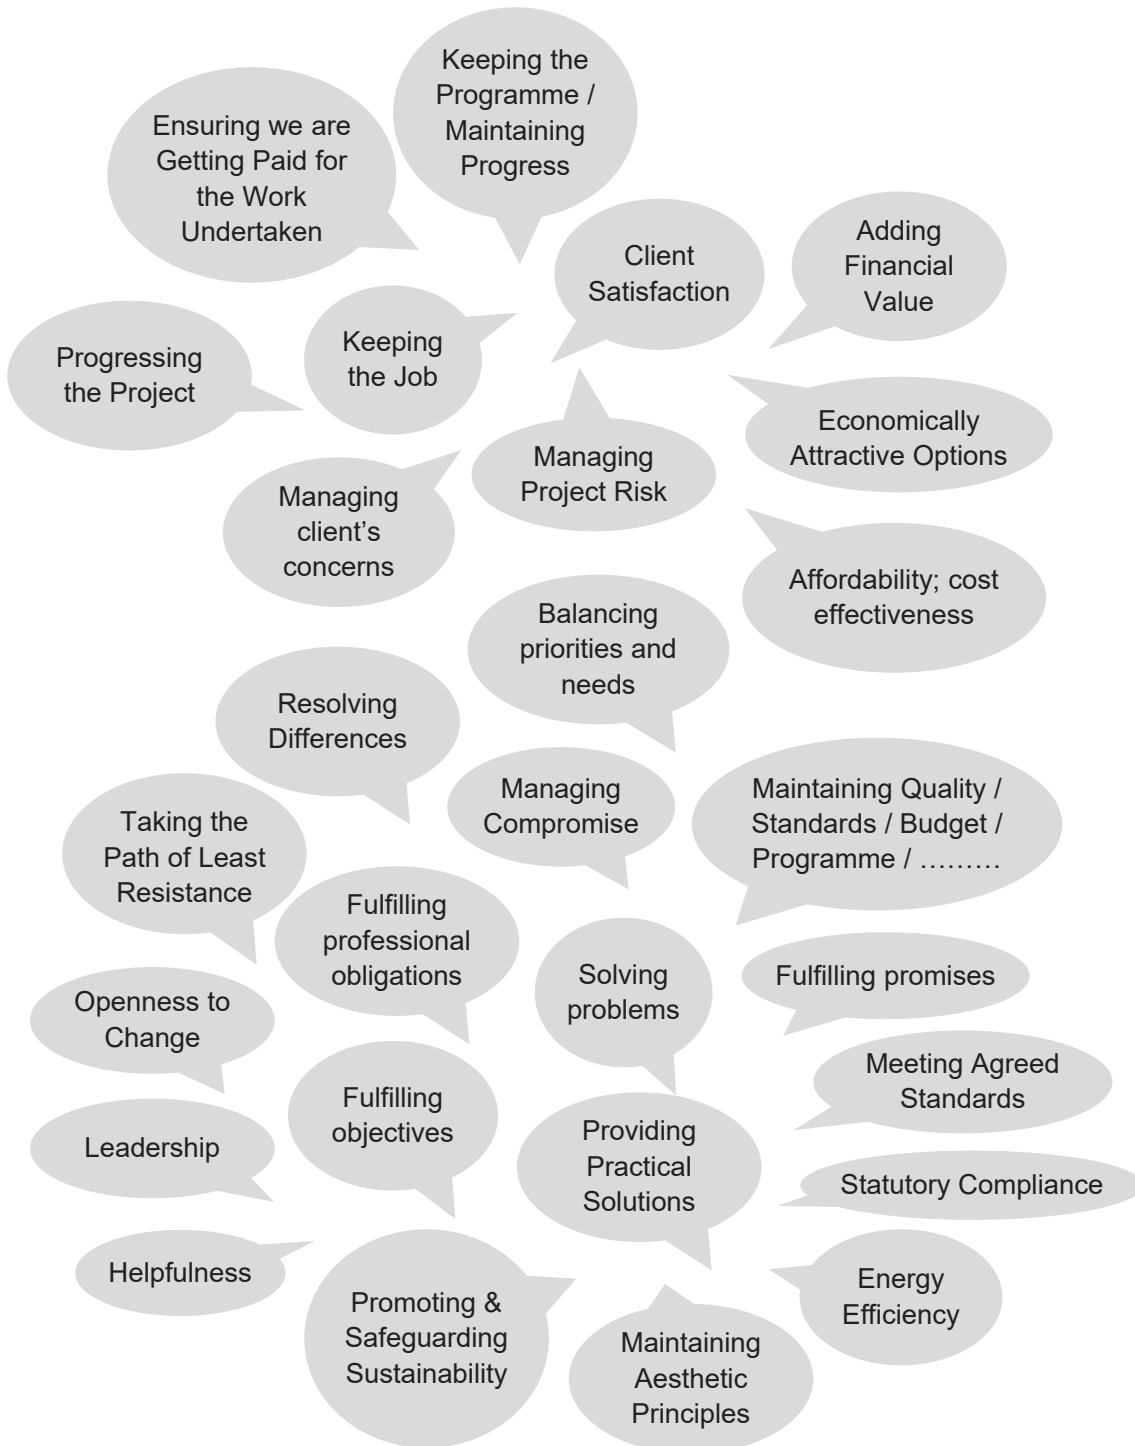 Keeping the
Programme /
Maintaining
Progress
Ensuring we are
Getting Paid for
the Work
Undertaken
Client
Satisfaction
Adding
Financial
Value
Keeping
the Job
Progressing
the Project
Economically
Attractive Options
Managing
Project Risk
Managing
client’s
concerns
Affordability; cost
effectiveness
Balancing
priorities and
needs
Resolving
Differences
Managing
Compromise
Maintaining Quality /
Standards / Budget /
Programme / ………
Taking the
Path of Least
Resistance
Fulfilling
professional
obligations
Solving
problems
Fulfilling promises
Openness to
Change
Meeting Agreed
Standards
Fulfilling
objectives
Leadership
Providing
Practical
Solutions
Statutory Compliance
Helpfulness
Energy
Efficiency
Promoting &
Safeguarding
Sustainability
Maintaining
Aesthetic
Principles